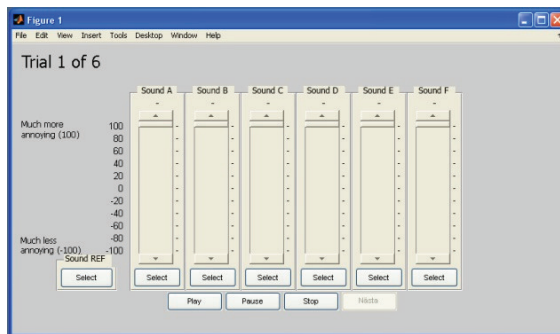 Figure 1
File Edit View Insert Tools Desktop Window Help
Trial 1 of 6
Sound A Sound B Sound C Sound D Sound E Sound F
- - - - - -
Much more
annoying (100)
100
80
60
40
20
0
-20
-40
-60
-80
-100
Much less
annoying (-100)
Sound REF
Select Select Select Select Select Select Select
Play Pause Stop Nästa